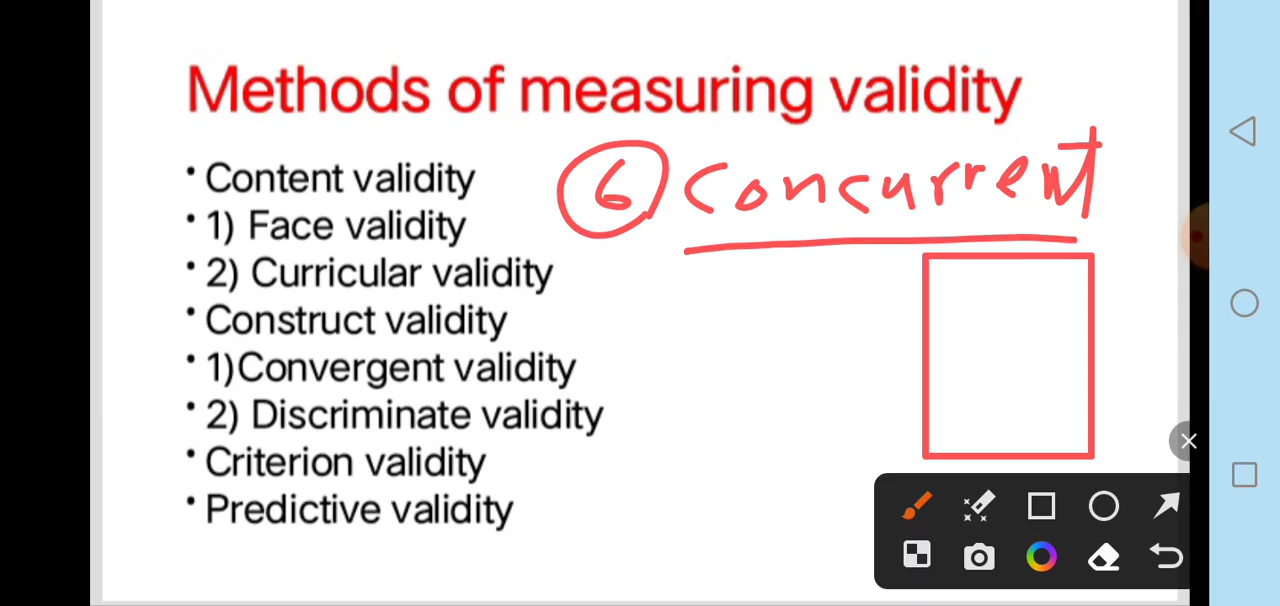 Methods of measuring validity
• Content validity
6 Concurrent
• 1) Face validity
• 2) Curricular validity
• Construct validity
• 1)Convergent validity
• 2) Discriminate validity
• Criterion validity
• Predictive validity